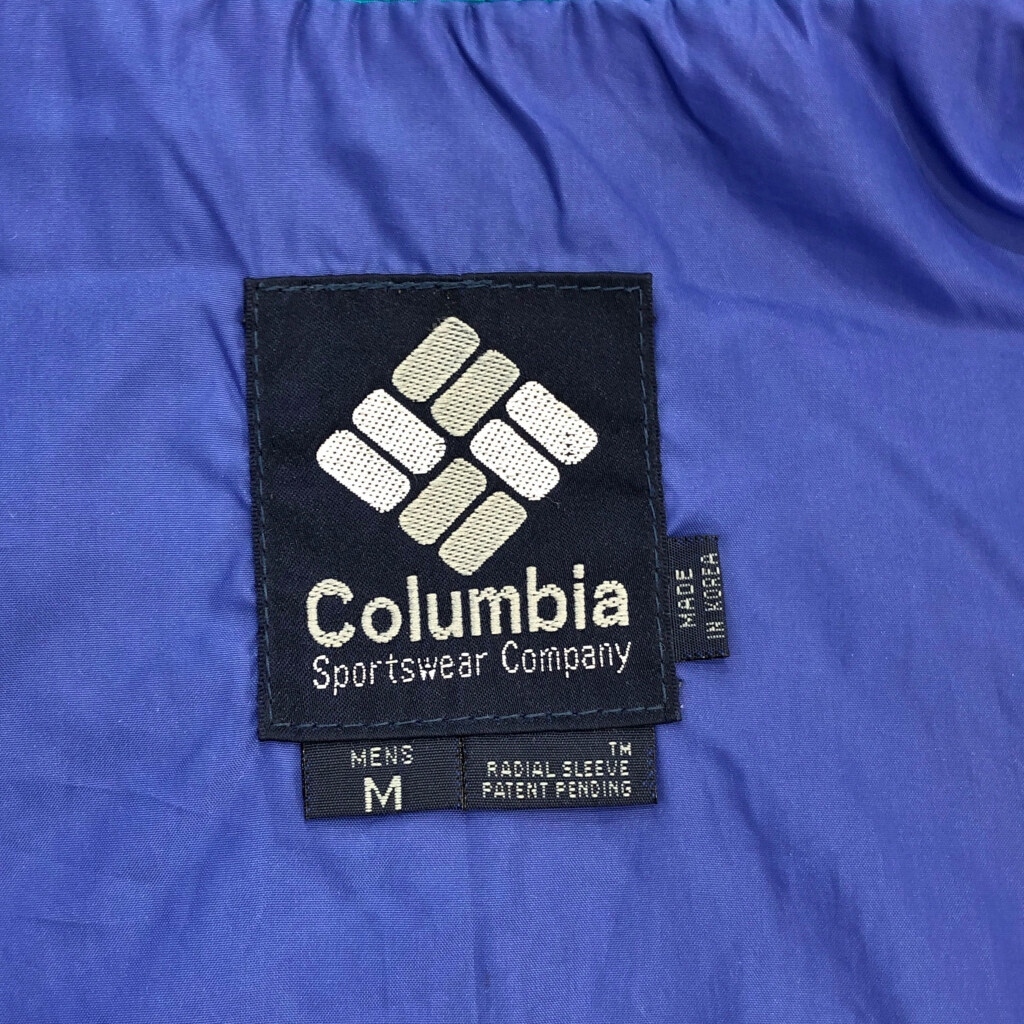 Columbia
Sportswear Company
MADE
IN KOREA
MENS
M
TM
RADIAL SLEEVE
PATENT PENDING